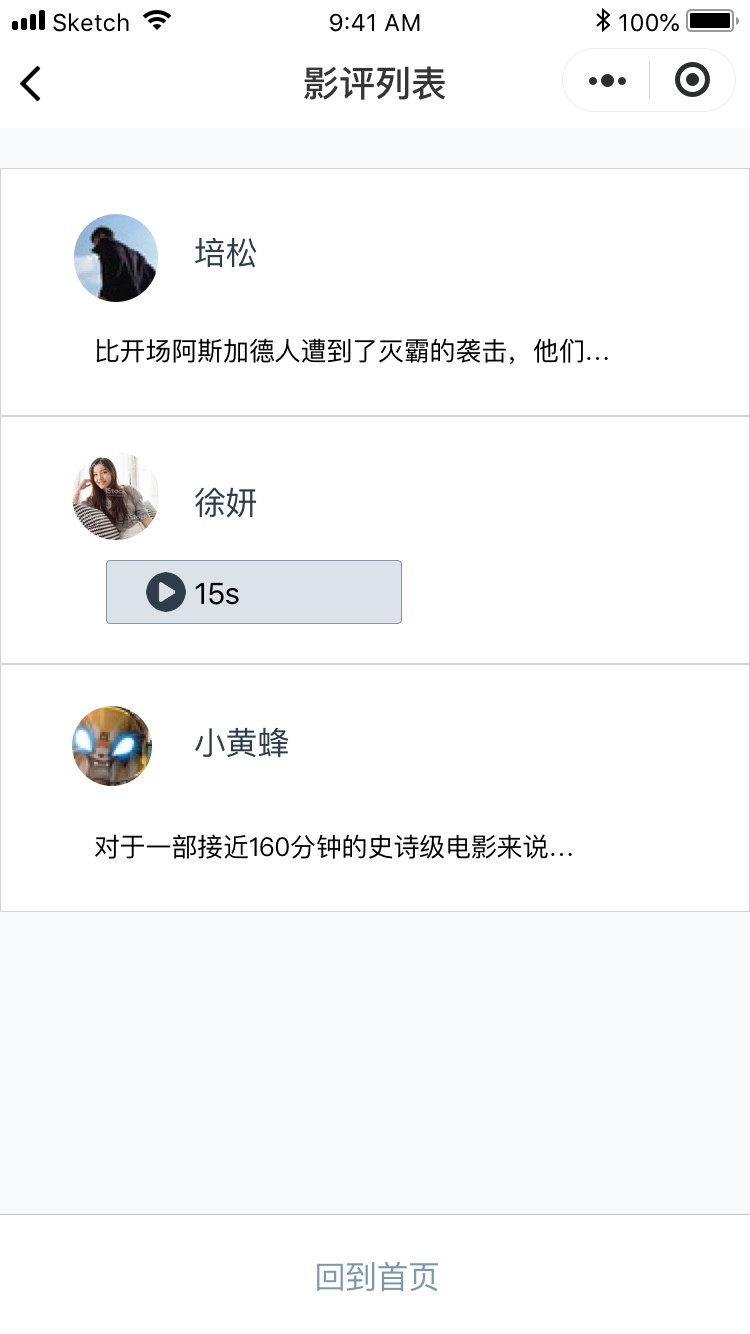 Sketch 9:41 AM 100%
影评列表
培松
比开场阿斯加德人遭到了灭霸的袭击，他们...
徐妍
15s
小黄蜂
对于一部接近160分钟的史诗级电影来说...
回到首页